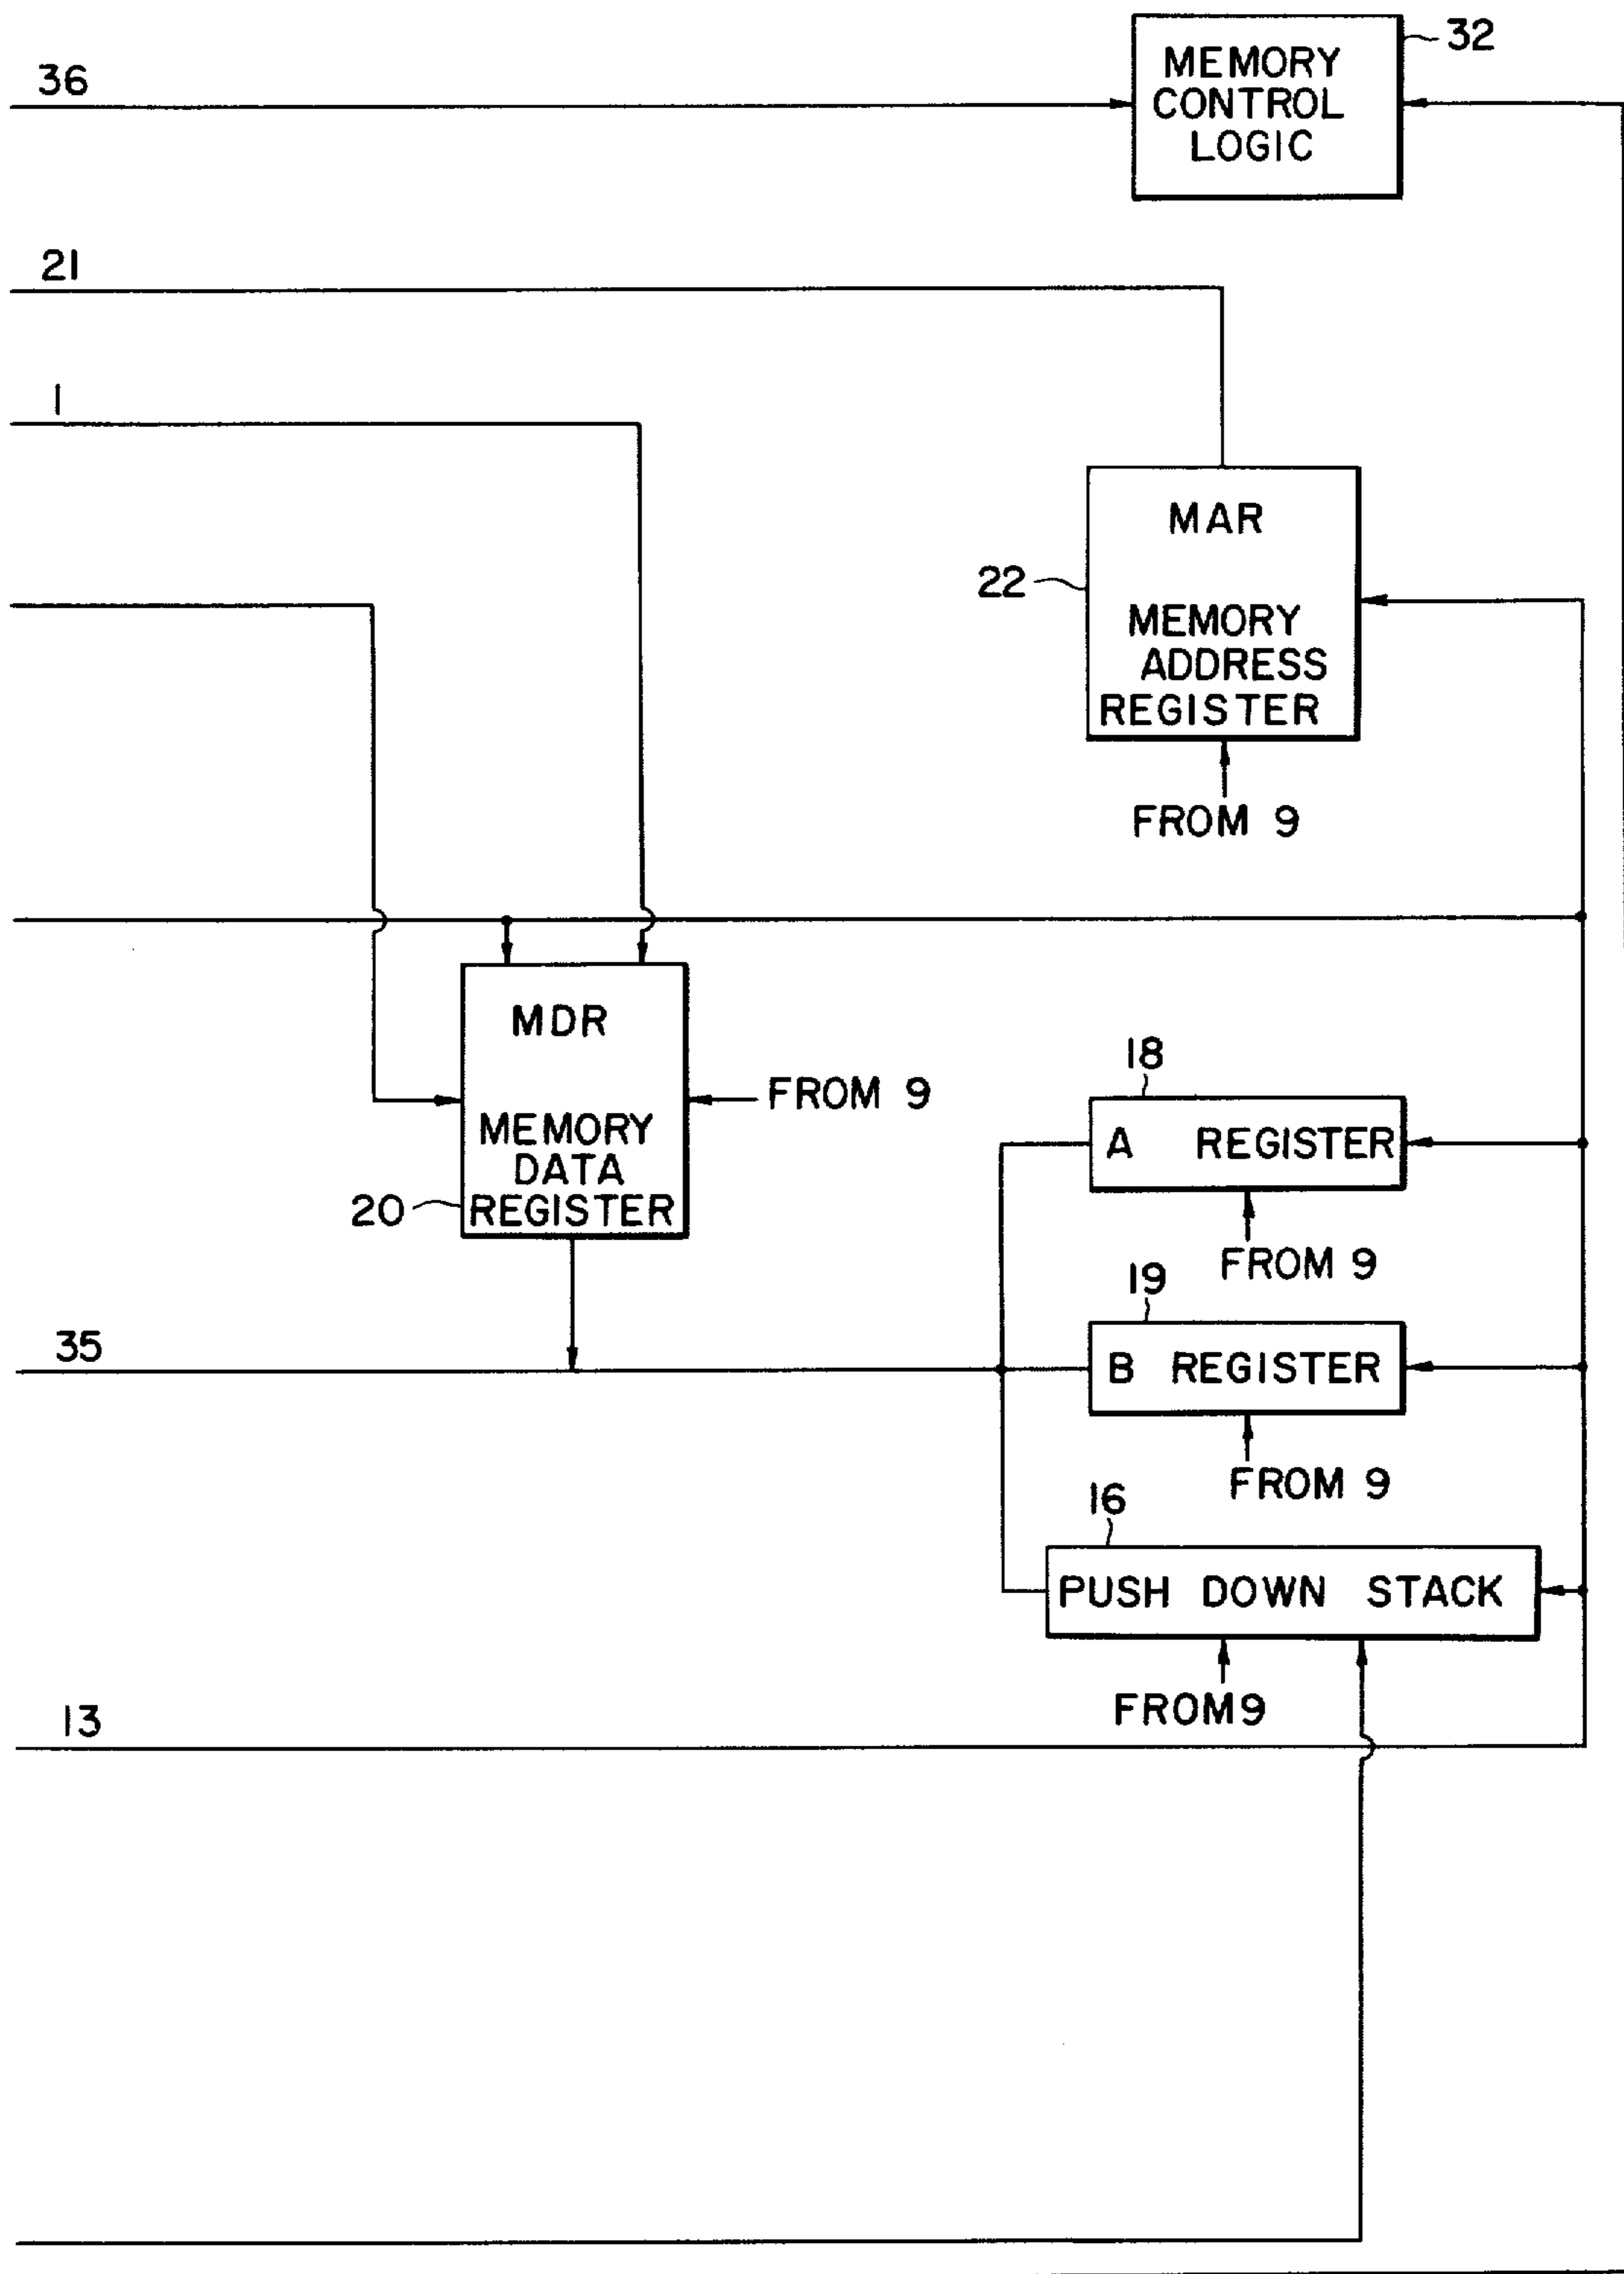 36
MEMORY
CONTROL
LOGIC
32
21
1
MAR
22
MEMORY
ADDRESS
REGISTER
FROM 9
MDR
FROM 9
MEMORY
DATA
REGISTER
20
18
A REGISTER
FROM 9
19
35
B REGISTER
FROM 9
16
PUSH DOWN STACK
FROM9
13